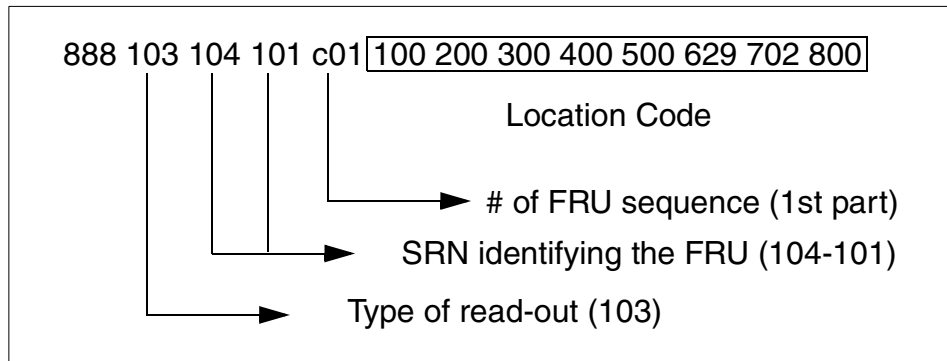 888 103 104 101 c01 100 200 300 400 500 629 702 800
Location Code
# of FRU sequence (1st part)
SRN identifying the FRU (104-101)
Type of read-out (103)